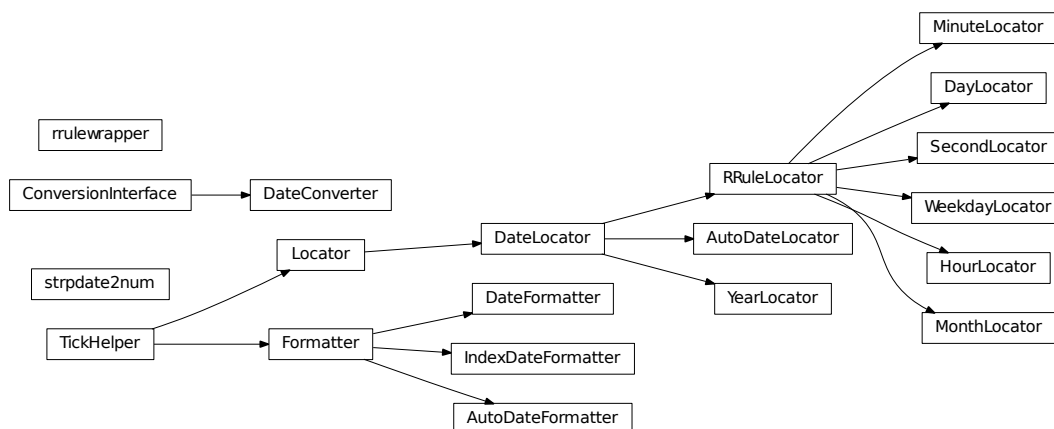 MinuteLocator
DayLocator
rrulewrapper
SecondLocator
RRuleLocator
ConversionInterface
DateConverter
WeekdayLocator
DateLocator
AutoDateLocator
Locator
HourLocator
strpdate2num
DateFormatter
YearLocator
MonthLocator
TickHelper
Formatter
IndexDateFormatter
AutoDateFormatter